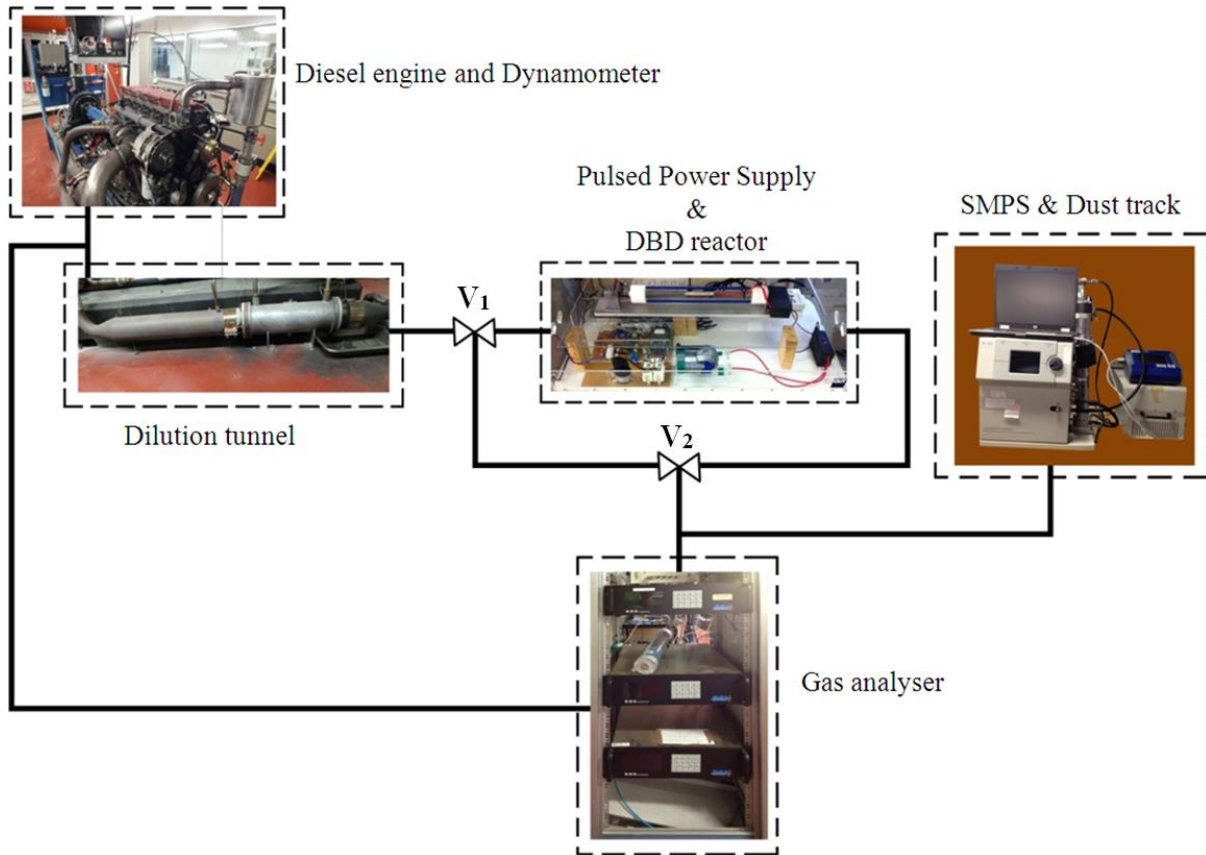 Diesel engine and Dynamometer
Pulsed Power Supply
&
DBD reactor
SMPS & Dust track
V₁
Dilution tunnel
V₂
Gas analyser